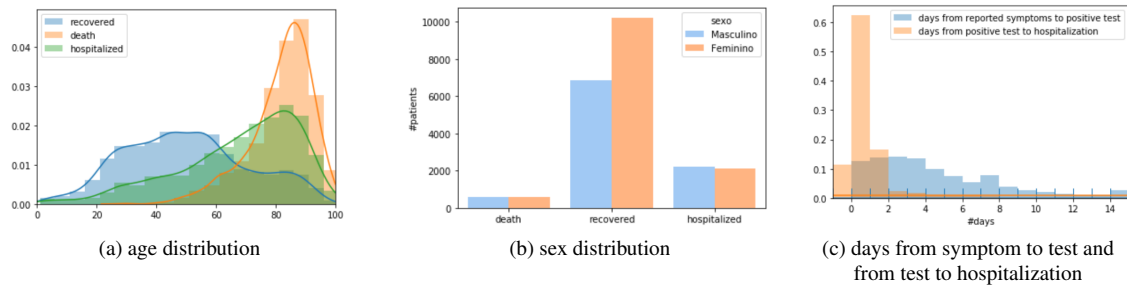 recovered
death
hospitalized
0.04
0.03
0.02
0.01
0.00
0 20 40 60 80 100
(a) age distribution
sexo
Masculino
Feminino
10000
8000
6000
4000
2000
0
#patients
death recovered hospitalized
(b) sex distribution
days from reported symptoms to positive test
days from positive test to hospitalization
0.6
0.5
0.4
0.3
0.2
0.1
0.0
0 2 4 6 8 10 12 14
#days
(c) days from symptom to test and
from test to hospitalization